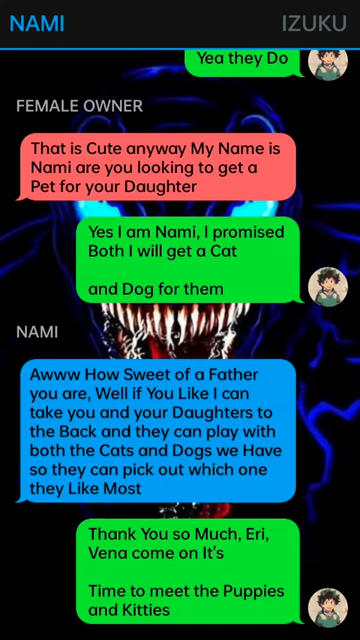 NAMI
IZUKU
Yea they Do
FEMALE OWNER
That is Cute anyway My Name is
Nami are you looking to get a
Pet for your Daughter
Yes I am Nami, I promised
Both I will get a Cat
and Dog for them
NAMI
Awww How Sweet of a Father
you are, Well if You Like I can
take you and your Daughters to
the Back and they can play with
both the Cats and Dogs we Have
so they can pick out which one
they Like Most
Thank You so Much, Eri,
Vena come on It's
Time to meet the Puppies
and Kitties